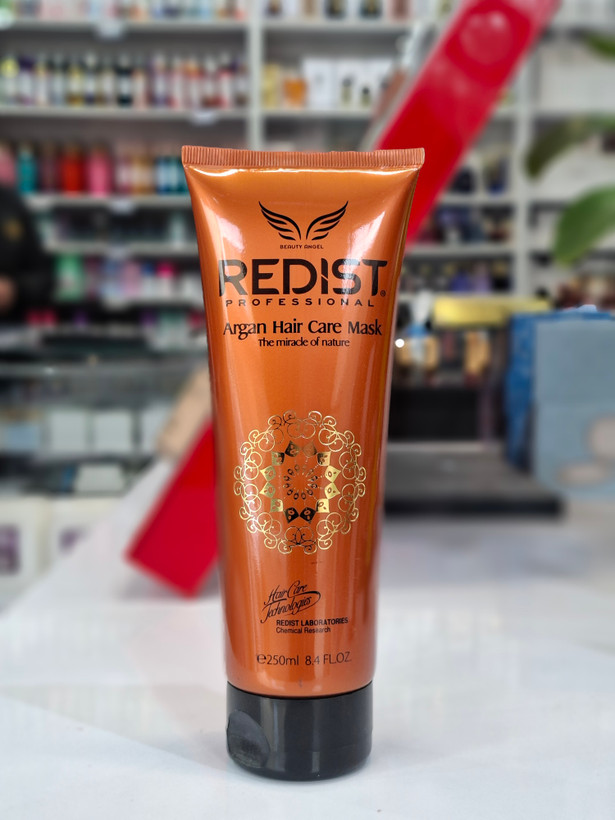 BEAUTY ANGEL
REDIST®
PROFESSIONAL
Argan Hair Care Mask
The miracle of nature
Hair Care
Technologies
REDIST LABORATORIES
Chemical Research
℮250ml 8.4 FL.OZ.